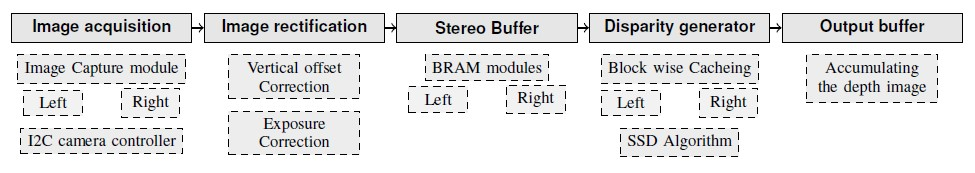 Image acquisition
Image rectification
Stereo Buffer
Disparity generator
Output buffer
Image Capture module
Left
Right
I2C camera controller
Vertical offset
Correction
Exposure
Correction
BRAM modules
Left
Right
Block wise Cacheing
Left
Right
SSD Algorithm
Accumulating
the depth image